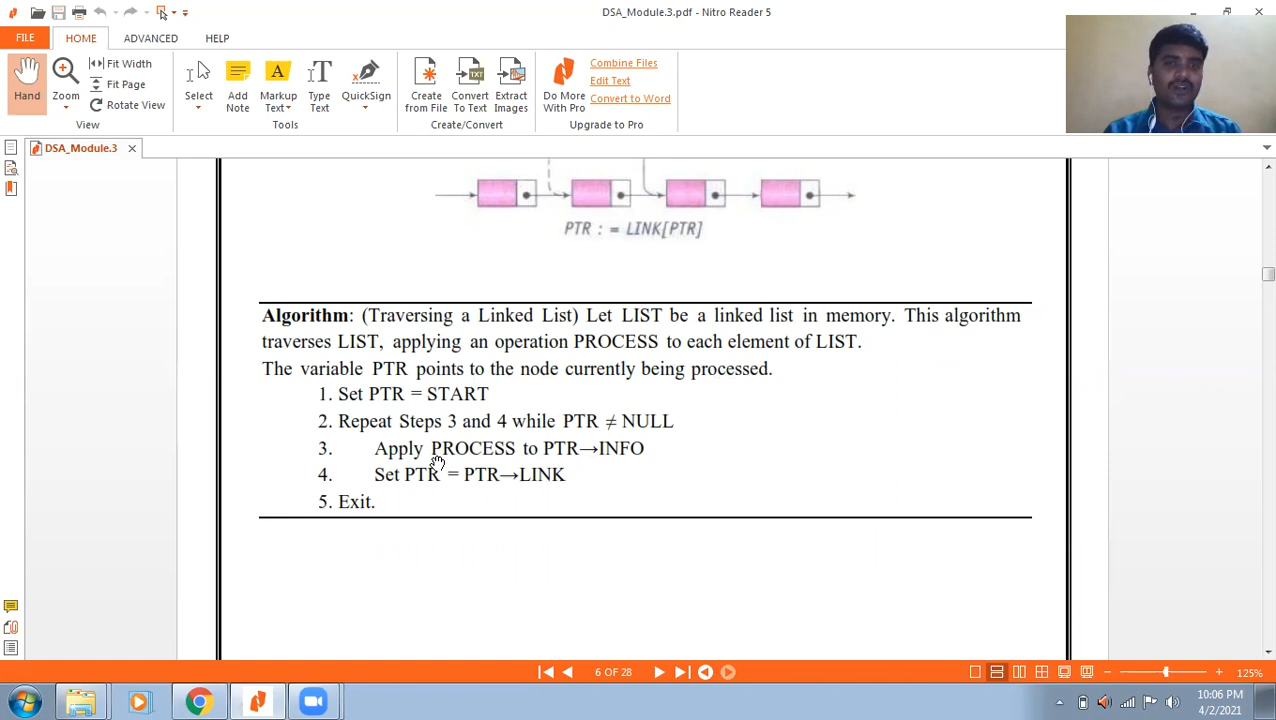 DSA_Module.3.pdf - Nitro Reader 5
FILE HOME ADVANCED HELP
Fit Width
Fit Page
Rotate View
Hand Zoom
Select Add Note Markup Text Type Text QuickSign
Create from File Convert To Text Extract Images
Do More With Pro
Combine Files
Edit Text
Convert to Word
View Tools Create/Convert Upgrade to Pro
DSA_Module.3
PTR : = LINK[PTR]
Algorithm: (Traversing a Linked List) Let LIST be a linked list in memory. This algorithm
traverses LIST, applying an operation PROCESS to each element of LIST.
The variable PTR points to the node currently being processed.
1. Set PTR = START
2. Repeat Steps 3 and 4 while PTR ≠ NULL
3. Apply PROCESS to PTR→INFO
4. Set PTR = PTR→LINK
5. Exit.
6 OF 28
125%
10:06 PM
4/2/2021